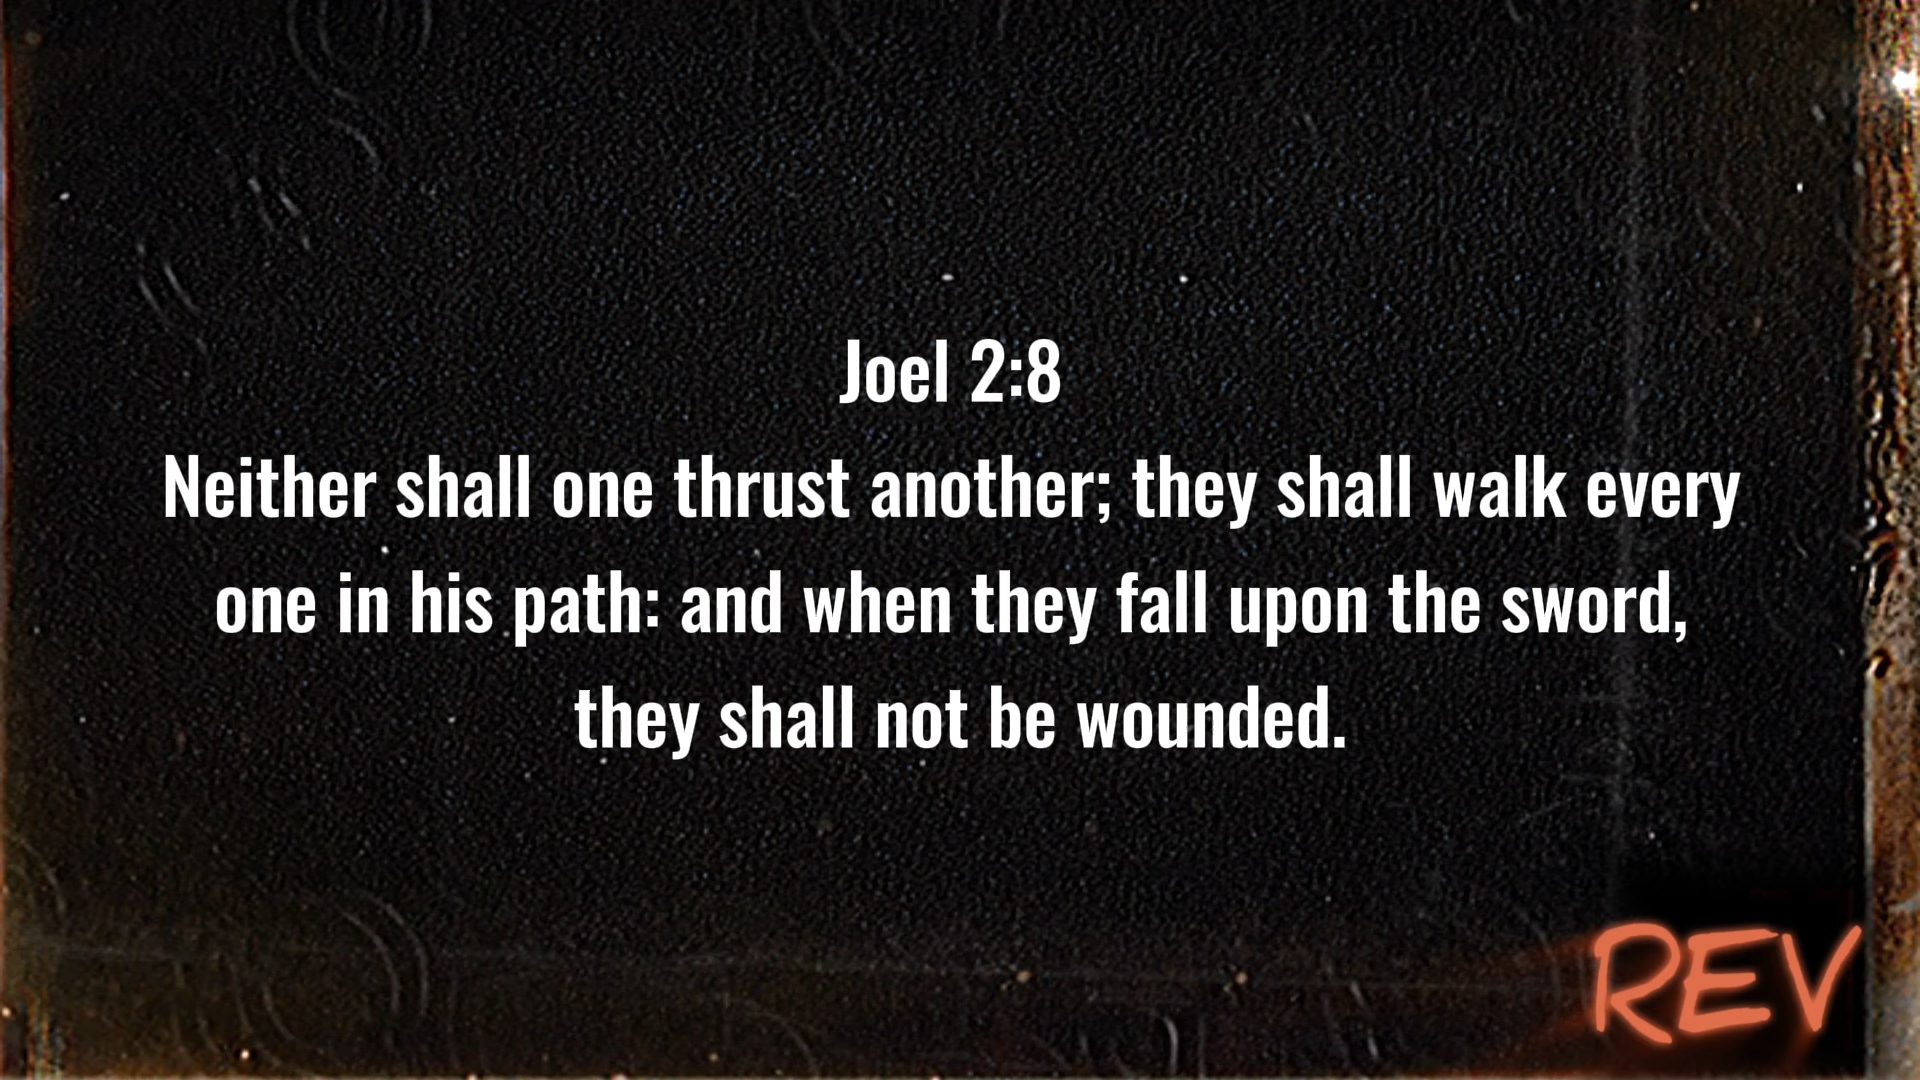 Joel 2:8
Neither shall one thrust another; they shall walk every
one in his path: and when they fall upon the sword,
they shall not be wounded.
REV